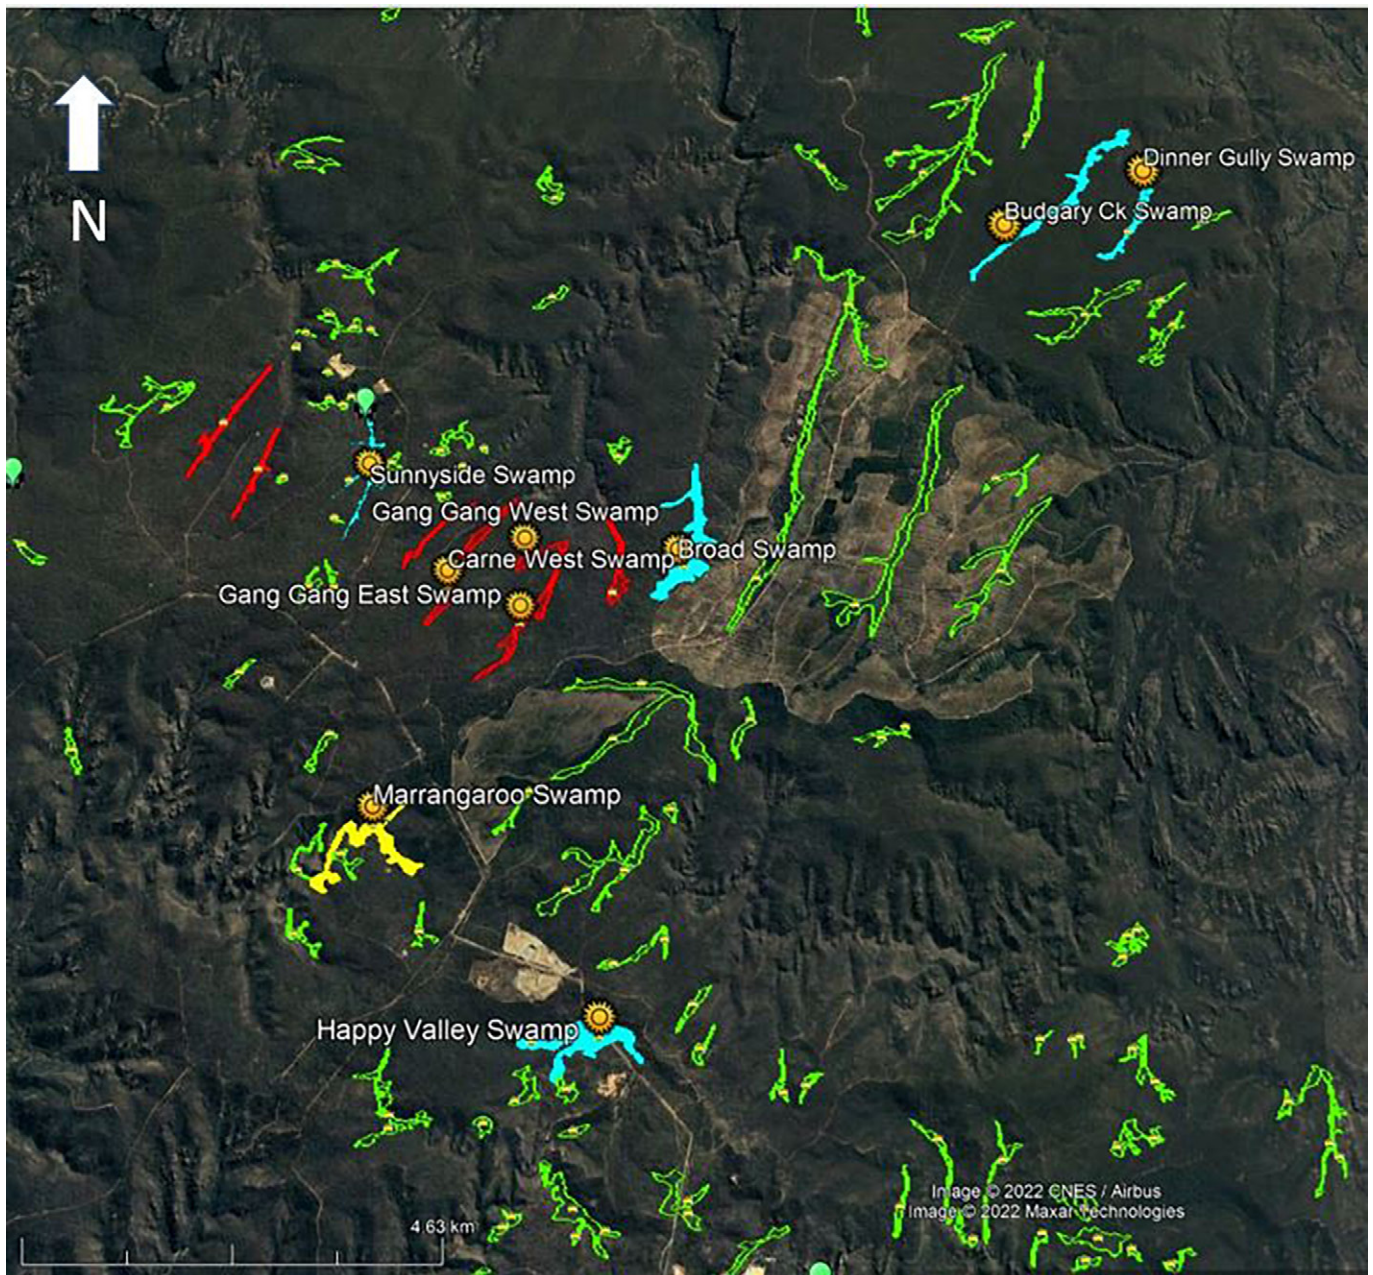 Dinner Gully Swamp
N
Budgary Ck Swamp
Sunnyside Swamp
Gang Gang West Swamp
Broad Swamp
Carne West Swamp
Gang Gang East Swamp
Marrangaroo Swamp
Happy Valley Swamp
Image © 2022 CNES / Airbus
Image © 2022 Maxar Technologies
4.63 km